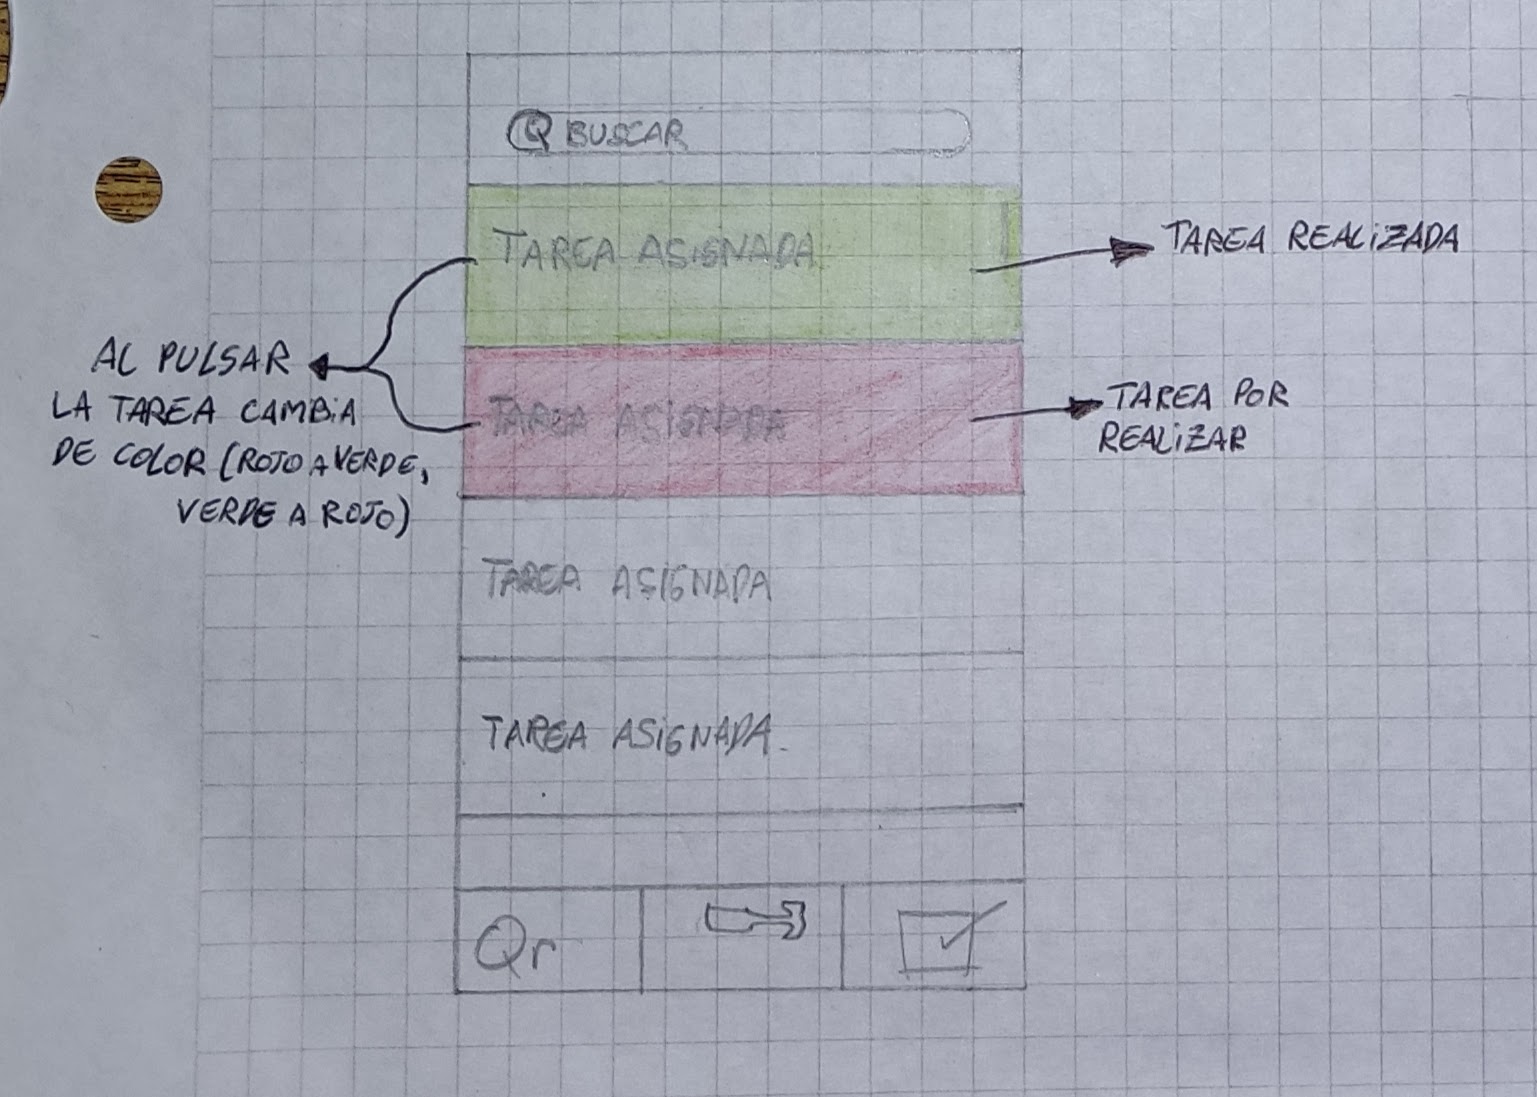 BUSCAR
TAREA ASIGNADA
TAREA REALIZADA
AL PULSAR
LA TAREA CAMBIA
DE COLOR (ROJO A VERDE,
VERDE A ROJO)
TAREA ASIGNADA
TAREA POR
REALIZAR
TAREA ASIGNADA
TAREA ASIGNADA.
Qr